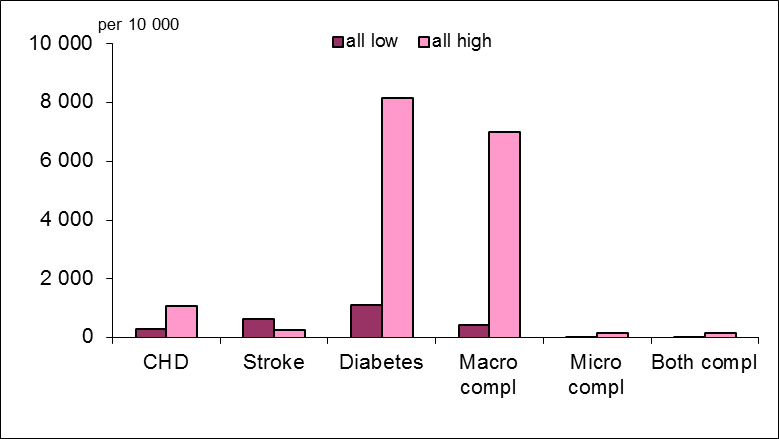 per 10 000
10 000
all low
all high
8 000
6 000
4 000
2 000
0
CHD
Stroke
Diabetes
Macro
compl
Micro
compl
Both compl